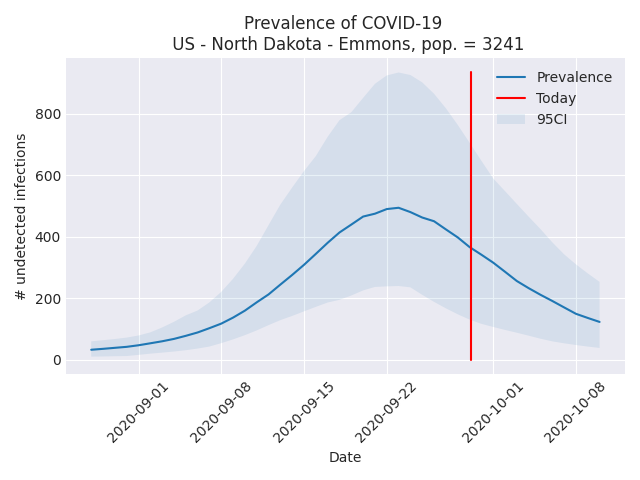 Prevalence of COVID-19
US - North Dakota - Emmons, pop. = 3241
Prevalence
Today
95CI
# undetected infections
800
600
400
200
0
2020-09-01
2020-09-08
2020-09-15
2020-09-22
2020-10-01
2020-10-08
Date